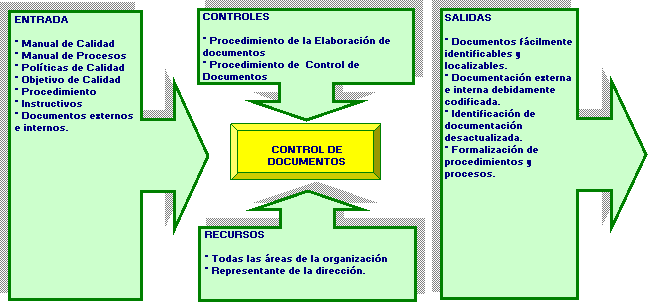 ENTRADA
* Manual de Calidad
* Manual de Procesos
* Políticas de Calidad
* Objetivo de Calidad
* Procedimiento
* Instructivos
* Documentos externos
e internos.
CONTROLES
* Procedimiento de la Elaboración de
documentos
* Procedimiento de Control de
Documentos
CONTROL DE
DOCUMENTOS
RECURSOS
* Todas las áreas de la organización
* Representante de la dirección.
SALIDAS
* Documentos fácilmente
identificables y
localizables.
* Documentación externa
e interna debidamente
codificada.
* Identificación de
documentación
desactualizada.
* Formalización de
procedimientos y
procesos.